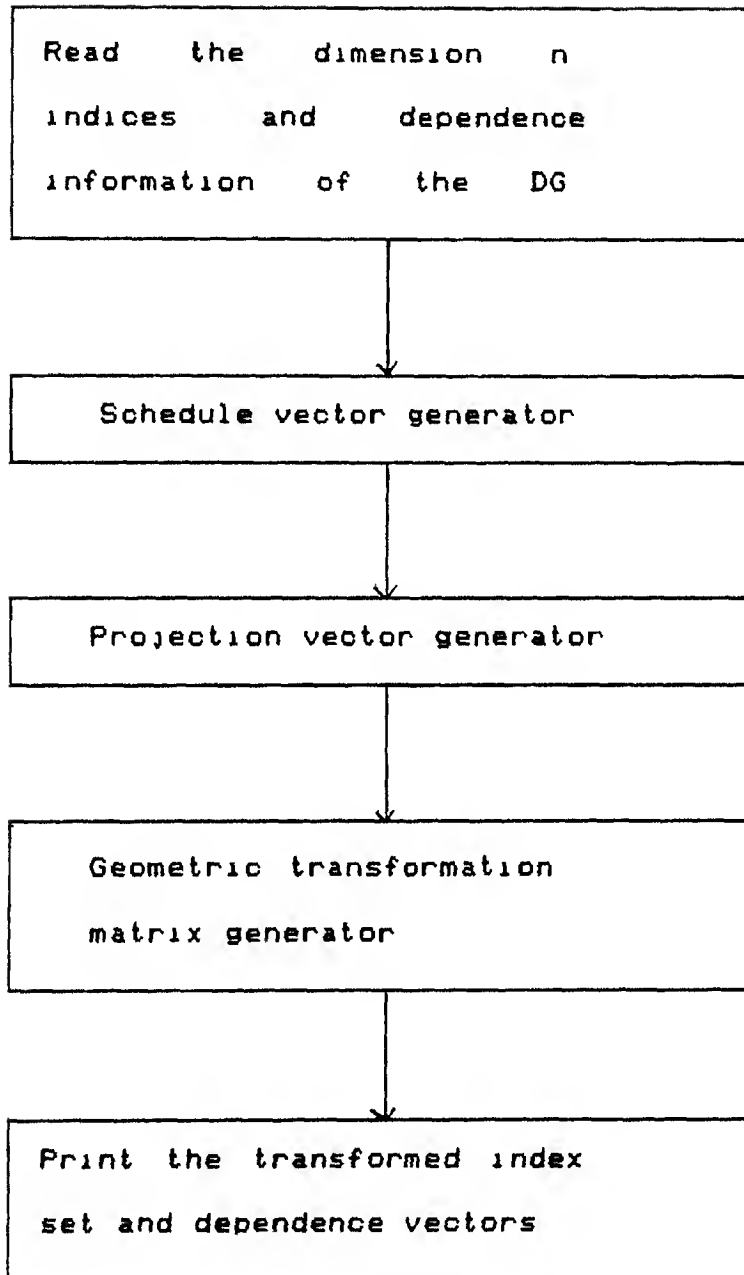 Read the dimension n
indices and dependence
information of the DG
Schedule vector generator
Projection vector generator
Geometric transformation
matrix generator
Print the transformed index
set and dependence vectors